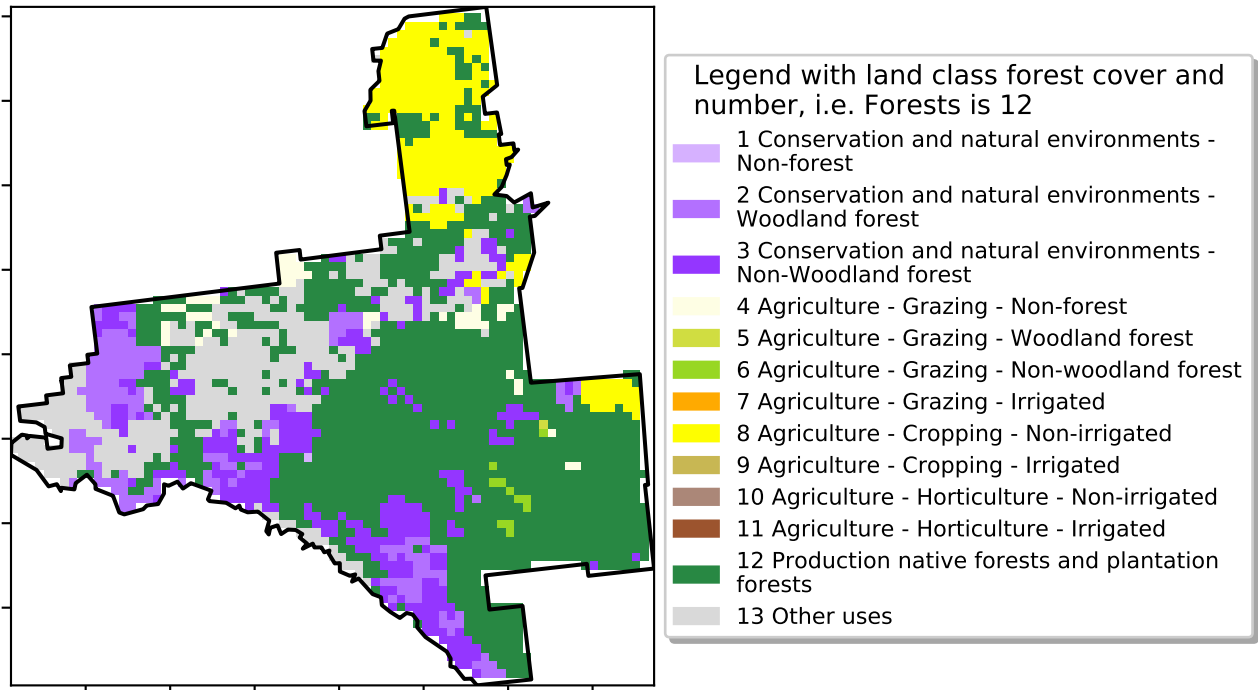 Legend with land class forest cover and
number, i.e. Forests is 12
1 Conservation and natural environments -
Non-forest
2 Conservation and natural environments -
Woodland forest
3 Conservation and natural environments -
Non-Woodland forest
4 Agriculture - Grazing - Non-forest
5 Agriculture - Grazing - Woodland forest
6 Agriculture - Grazing - Non-woodland forest
7 Agriculture - Grazing - Irrigated
8 Agriculture - Cropping - Non-irrigated
9 Agriculture - Cropping - Irrigated
10 Agriculture - Horticulture - Non-irrigated
11 Agriculture - Horticulture - Irrigated
12 Production native forests and plantation
forests
13 Other uses